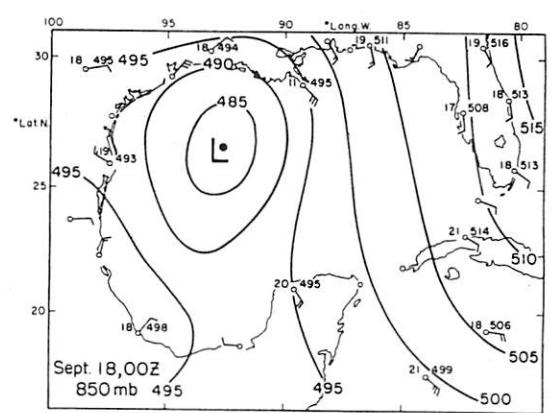 100 95 90 °Long.W. 85 80
30 18 495 495 18 494 495 19 511 19 516
490
°Lat.N. 485 11 17 508 18 513 515
L
19 493
25 495 18 513
21 514 510
20 20 495
18 498 18 506
Sept. 18,00Z 21 499 505
850 mb 495 495 500